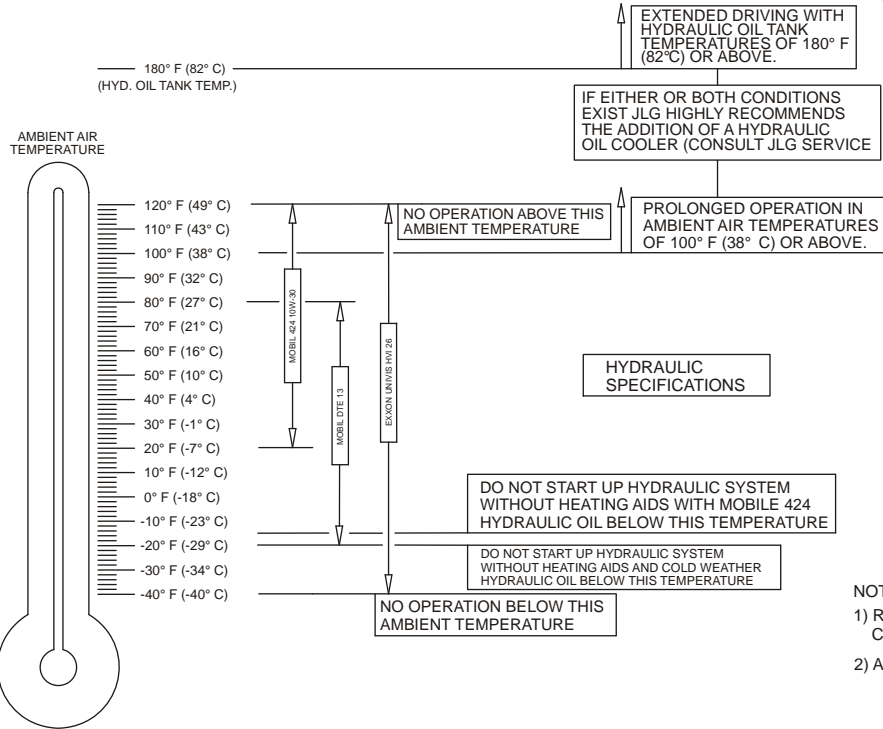 EXTENDED DRIVING WITH
HYDRAULIC OIL TANK
TEMPERATURES OF 180° F
(82°C) OR ABOVE.
180° F (82° C)
(HYD. OIL TANK TEMP.)
IF EITHER OR BOTH CONDITIONS
EXIST JLG HIGHLY RECOMMENDS
THE ADDITION OF A HYDRAULIC
OIL COOLER (CONSULT JLG SERVICE
AMBIENT AIR
TEMPERATURE
120° F (49° C)
110° F (43° C)
100° F (38° C)
90° F (32° C)
80° F (27° C)
70° F (21° C)
60° F (16° C)
50° F (10° C)
40° F (4° C)
30° F (-1° C)
20° F (-7° C)
10° F (-12° C)
0° F (-18° C)
-10° F (-23° C)
-20° F (-29° C)
-30° F (-34° C)
-40° F (-40° C)
NO OPERATION ABOVE THIS
AMBIENT TEMPERATURE
PROLONGED OPERATION IN
AMBIENT AIR TEMPERATURES
OF 100° F (38° C) OR ABOVE.
MOBIL 424 10W-30
MOBIL DTE 13
EXXON UNIVIS HVI 26
HYDRAULIC
SPECIFICATIONS
DO NOT START UP HYDRAULIC SYSTEM
WITHOUT HEATING AIDS WITH MOBILE 424
HYDRAULIC OIL BELOW THIS TEMPERATURE
DO NOT START UP HYDRAULIC SYSTEM
WITHOUT HEATING AIDS AND COLD WEATHER
HYDRAULIC OIL BELOW THIS TEMPERATURE
NO OPERATION BELOW THIS
AMBIENT TEMPERATURE
NOT
1) R
C
2) A